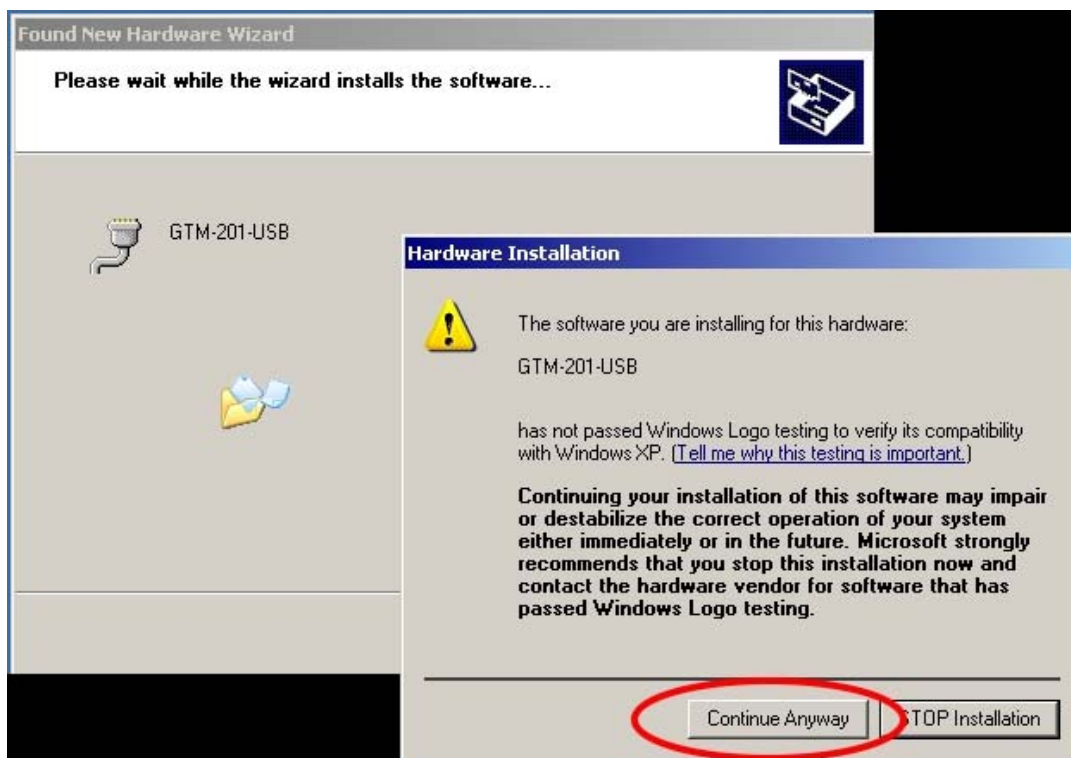 Found New Hardware Wizard
Please wait while the wizard installs the software...
GTM-201-USB
Hardware Installation
The software you are installing for this hardware:
GTM-201-USB
has not passed Windows Logo testing to verify its compatibility
with Windows XP. (Tell me why this testing is important.)
Continuing your installation of this software may impair
or destabilize the correct operation of your system
either immediately or in the future. Microsoft strongly
recommends that you stop this installation now and
contact the hardware vendor for software that has
passed Windows Logo testing.
Continue Anyway
STOP Installation